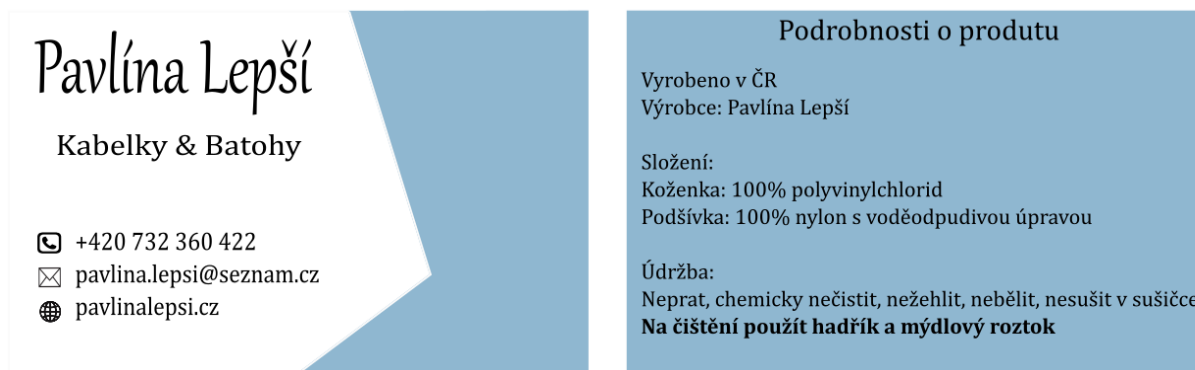 Pavlína Lepší
Kabelky & Batohy
+420 732 360 422
pavlina.lepsi@seznam.cz
pavlinalepsi.cz
Podrobnosti o produtu
Vyrobeno v ČR
Výrobce: Pavlína Lepší
Složení:
Koženka: 100% polyvinylchlorid
Podšívka: 100% nylon s voděodpudivou úpravou
Údržba:
Neprat, chemicky nečistit, nežehlit, nebělit, nesušit v sušičce
Na čištění použít hadřík a mýdlový roztok